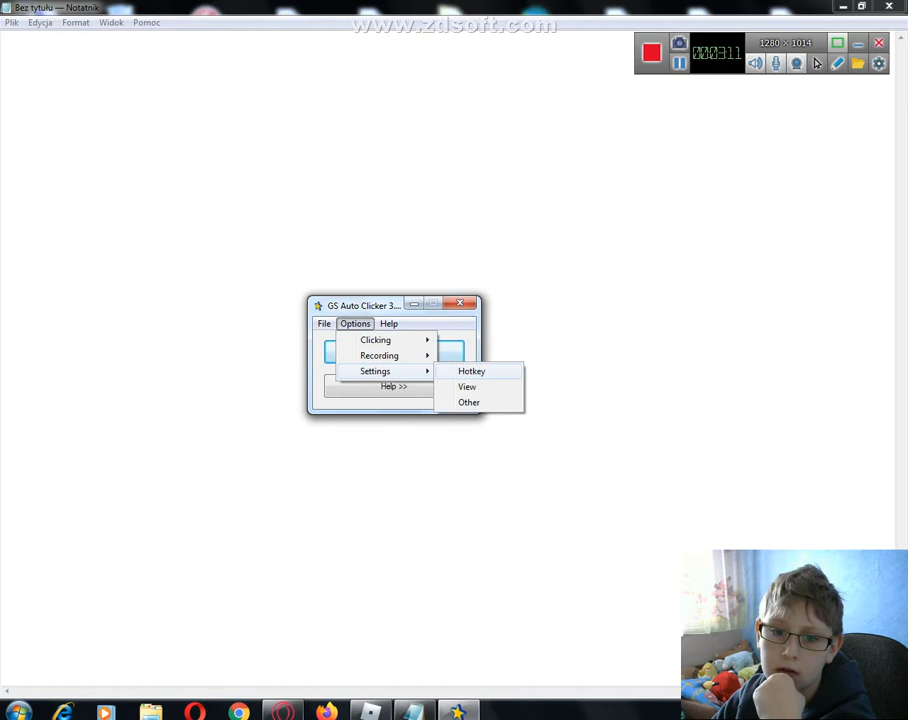 Bez tytułu — Notatnik
Plik Edycja Format Widok Pomoc
www.zdsoft.com
000311
1280 × 1014
GS Auto Clicker 3....
File Options Help
Clicking
Recording
Settings
Hotkey
View
Other
Help >>